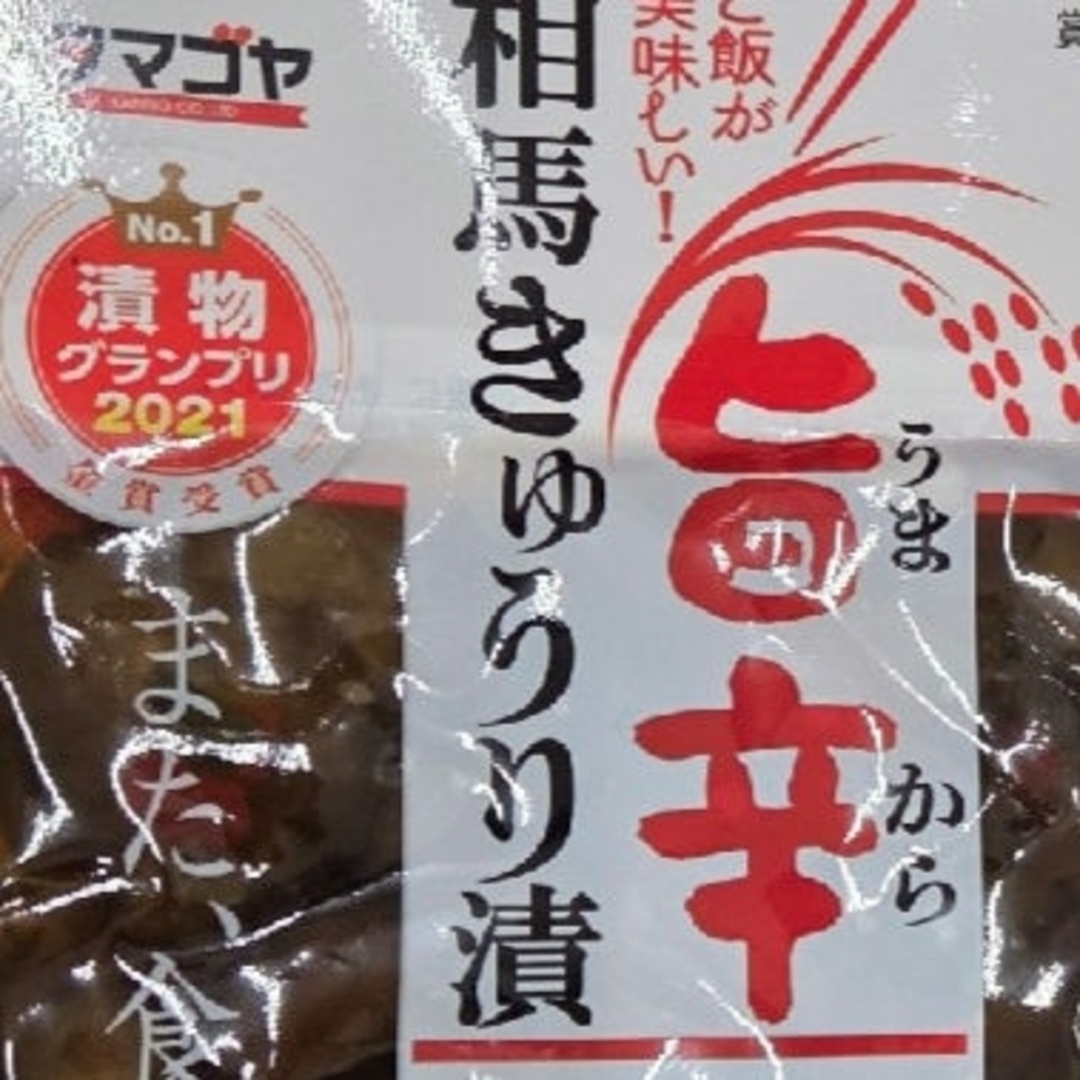 ご飯が
美味しい!
旨辛
うま
から
相馬きゅうり漬
タマゴヤ
No.1
漬物
グランプリ
2021
金賞受賞
また、食